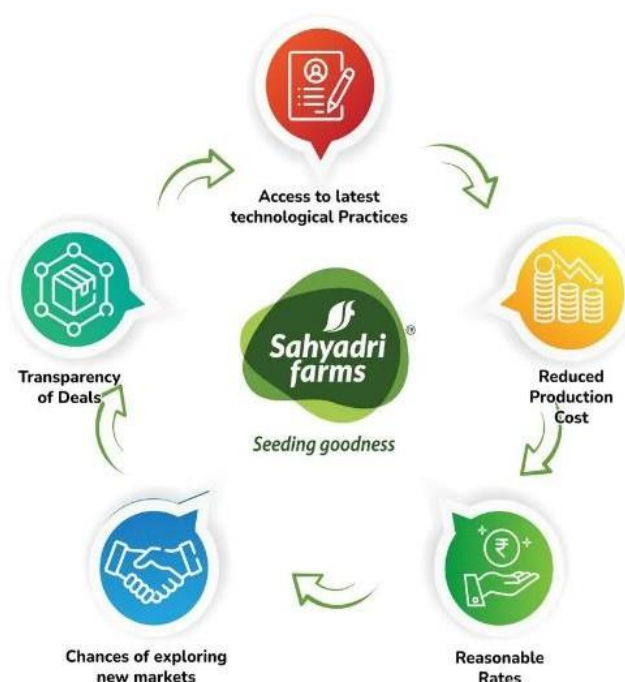 Access to latest
technological Practices
Reduced
Production
Cost
Reasonable
Rates
Chances of exploring
new markets
Transparency
of Deals
Sahyadri
farms
®
Seeding goodness
₹